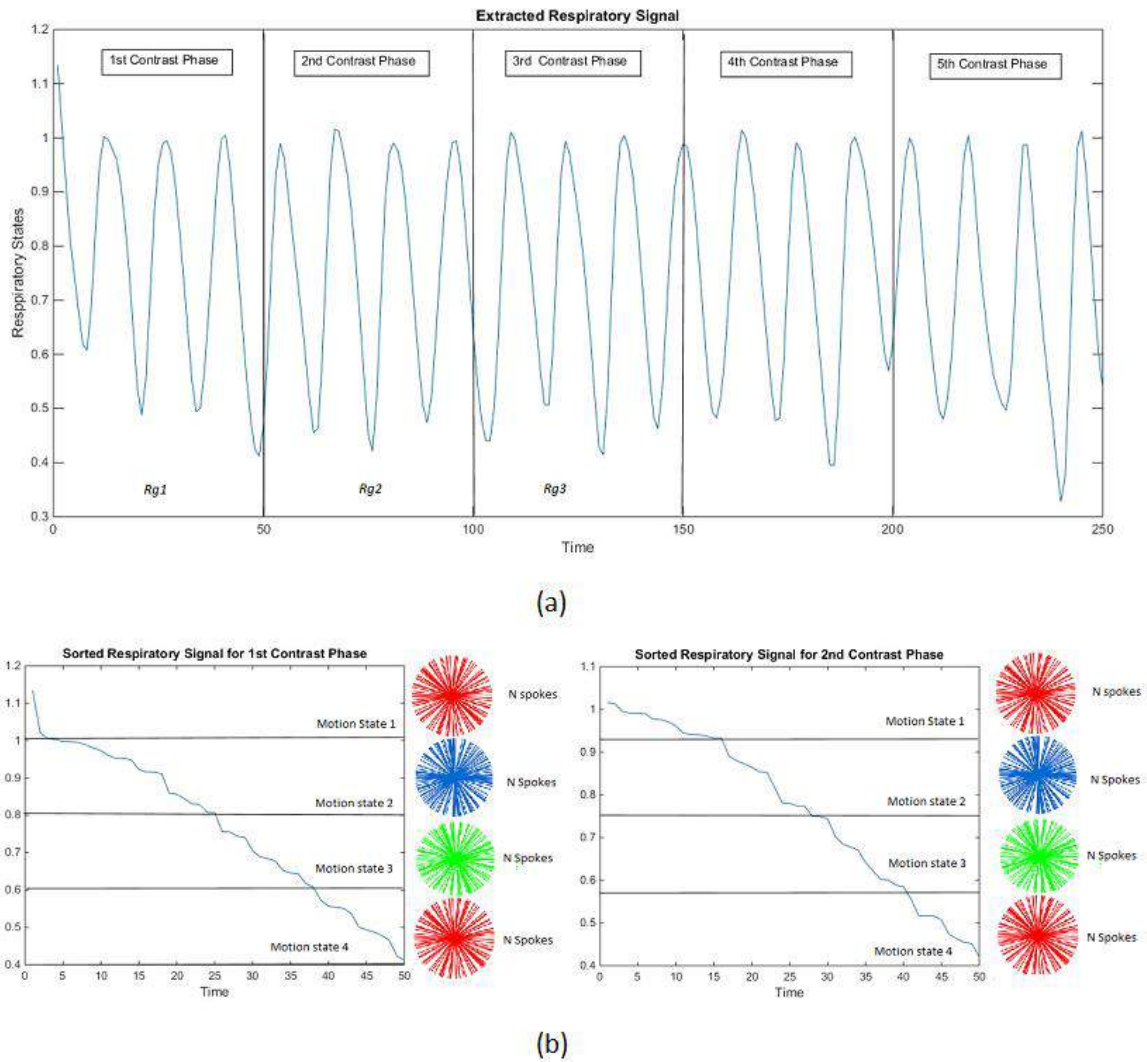 Extracted Respiratory Signal
1.2
1.1
1
0.9
0.8
0.7
0.6
0.5
0.4
0.3
Resppiratory States
1st Contrast Phase
2nd Contrast Phase
3rd Contrast Phase
4th Contrast Phase
5th Contrast Phase
Rg1
Rg2
Rg3
0
50
100
150
200
250
Time
(a)
Sorted Respiratory Signal for 1st Contrast Phase
1.2
1.1
1
0.9
0.8
0.7
0.6
0.5
0.4
Motion State 1
Motion state 2
Motion state 3
Motion state 4
0
5
10
15
20
25
30
35
40
45
50
Time
N spokes
N Spokes
N Spokes
N Spokes
Sorted Respiratory Signal for 2nd Contrast Phase
1.1
1
0.9
0.8
0.7
0.6
0.5
0.4
Motion State 1
Motion state 2
Motion state 3
Motion state 4
0
5
10
15
20
25
30
35
40
45
50
Time
N spokes
N Spokes
N Spokes
N Spokes
(b)